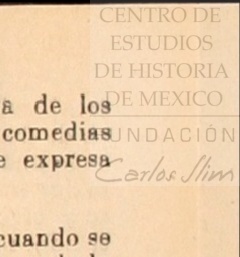 CENTRO DE
ESTUDIOS
DE HISTORIA
DE MEXICO
FUNDACIÓN
Carlos Slim
a de los
comedias
e expresa
cuando se